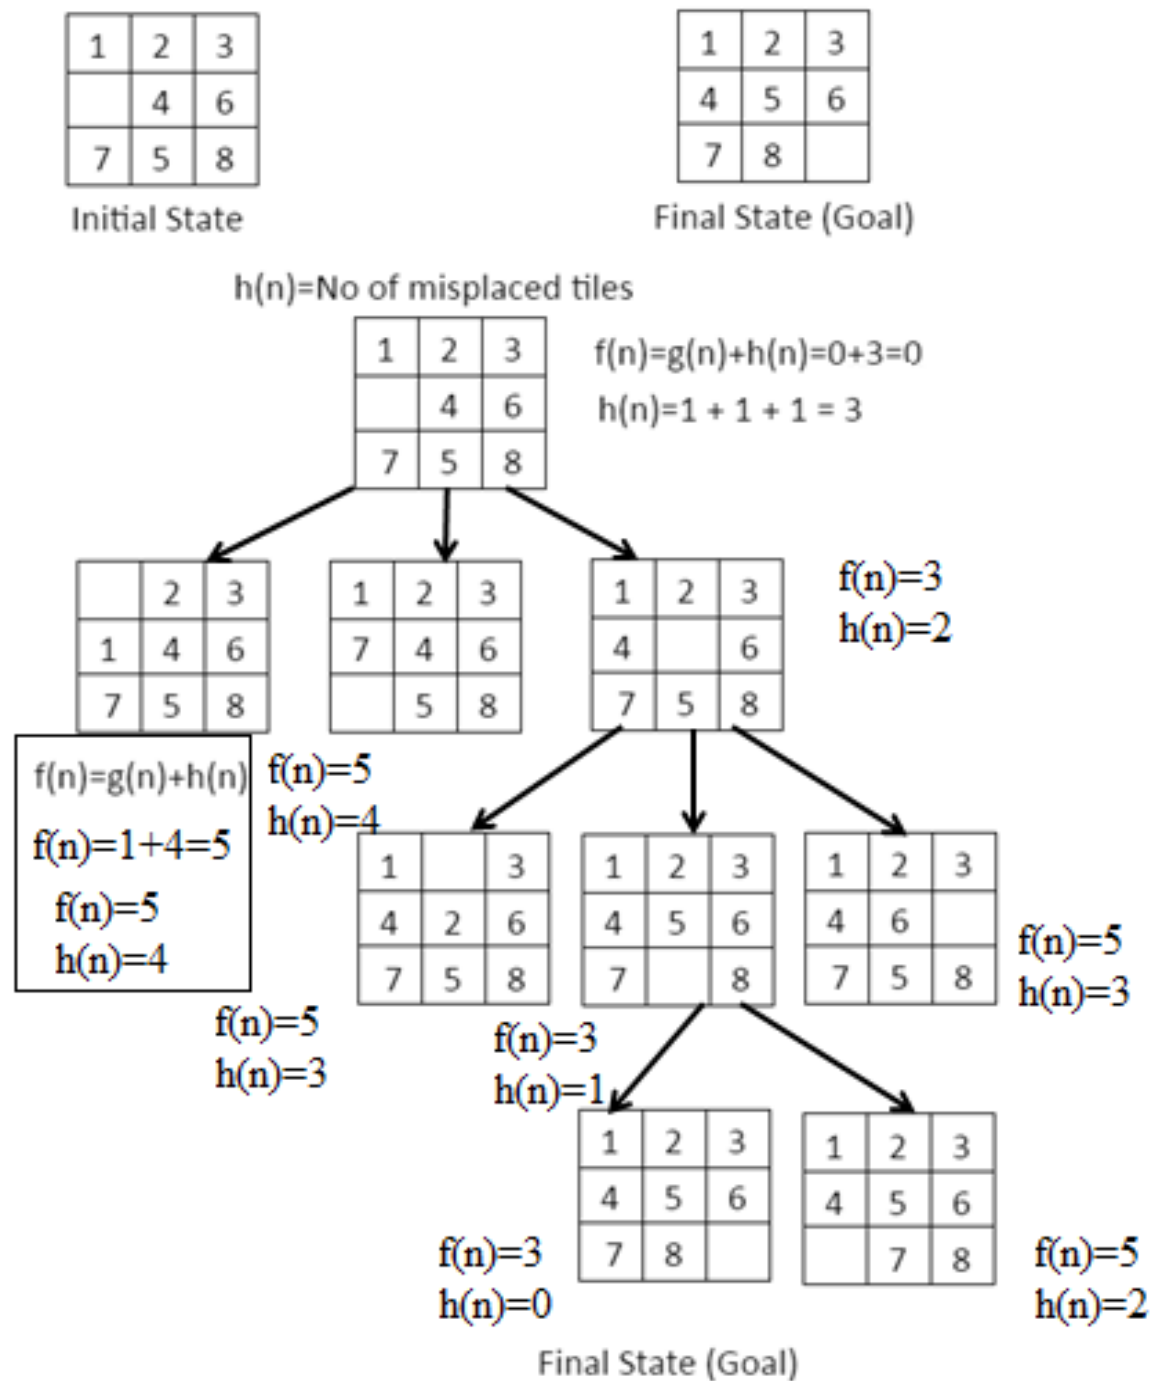 1 2 3
4 6
7 5 8
Initial State
1 2 3
4 5 6
7 8
Final State (Goal)
h(n)=No of misplaced tiles
1 2 3
4 6
7 5 8
f(n)=g(n)+h(n)=0+3=0
h(n)=1 + 1 + 1 = 3
2 3
1 4 6
7 5 8
f(n)=g(n)+h(n)
f(n)=1+4=5
f(n)=5
h(n)=4
1 2 3
7 4 6
5 8
f(n)=5
h(n)=4
1 2 3
4 6
7 5 8
f(n)=3
h(n)=2
1 3
4 2 6
7 5 8
f(n)=5
h(n)=3
1 2 3
4 5 6
7 8
f(n)=3
h(n)=1
1 2 3
4 6
7 5 8
f(n)=5
h(n)=3
1 2 3
4 5 6
7 8
f(n)=3
h(n)=0
1 2 3
4 5 6
7 8
f(n)=5
h(n)=2
Final State (Goal)